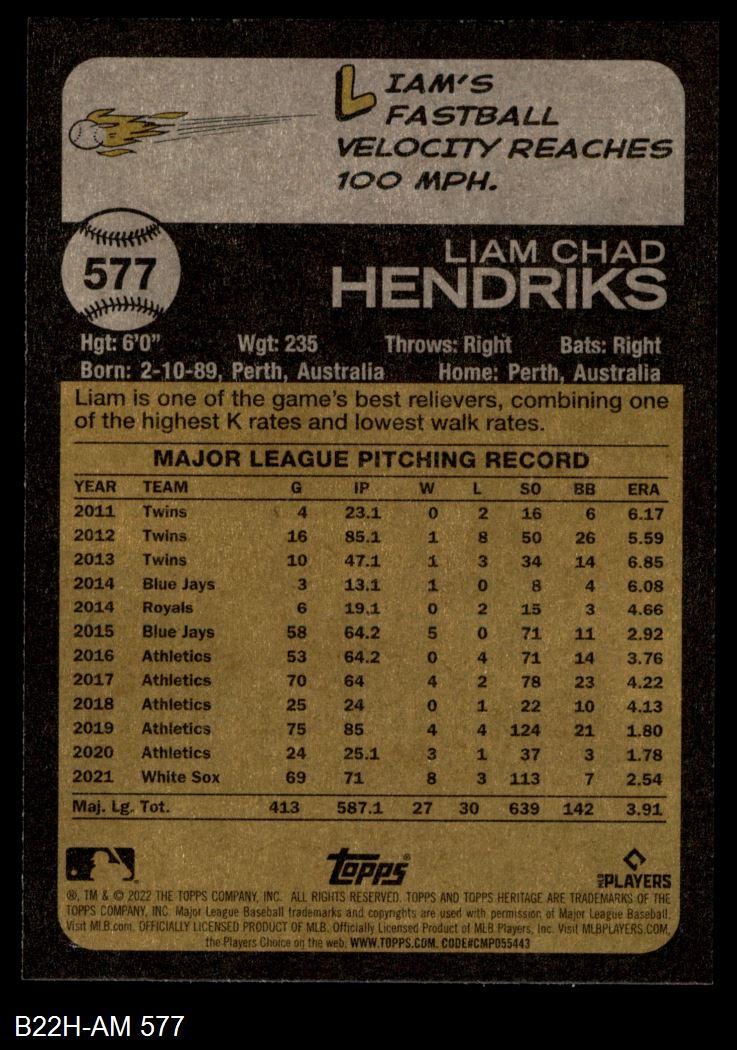 LIAM'S
FASTBALL
VELOCITY REACHES
100 MPH.
577
LIAM CHAD
HENDRIKS
Hgt: 6'0" Wgt: 235 Throws: Right Bats: Right
Born: 2-10-89, Perth, Australia Home: Perth, Australia
Liam is one of the game's best relievers, combining one
of the highest K rates and lowest walk rates.
MAJOR LEAGUE PITCHING RECORD
YEAR TEAM G IP W L SO BB ERA
2011 Twins 4 23.1 0 2 16 6 6.17
2012 Twins 16 85.1 1 8 50 26 5.59
2013 Twins 10 47.1 1 3 34 14 6.85
2014 Blue Jays 3 13.1 1 0 8 4 6.08
2014 Royals 6 19.1 0 2 15 3 4.66
2015 Blue Jays 58 64.2 5 0 71 11 2.92
2016 Athletics 53 64.2 0 4 71 14 3.76
2017 Athletics 70 64 4 2 78 23 4.22
2018 Athletics 25 24 0 1 22 10 4.13
2019 Athletics 75 85 4 4 124 21 1.80
2020 Athletics 24 25.1 3 1 37 3 1.78
2021 White Sox 69 71 8 3 113 7 2.54
Maj. Lg. Tot. 413 587.1 27 30 639 142 3.91
Topps®
MLB PLAYERS
®, TM & © 2022 THE TOPPS COMPANY, INC. ALL RIGHTS RESERVED. TOPPS AND TOPPS HERITAGE ARE TRADEMARKS OF THE
TOPPS COMPANY, INC. Major League Baseball trademarks and copyrights are used with permission of Major League Baseball.
Visit MLB.com. OFFICIALLY LICENSED PRODUCT OF MLB. Officially Licensed Product of MLB Players, Inc. Visit MLBPLAYERS.COM,
the Players Choice on the web. WWW.TOPPS.COM. CODE#CMP055443
B22H-AM 577